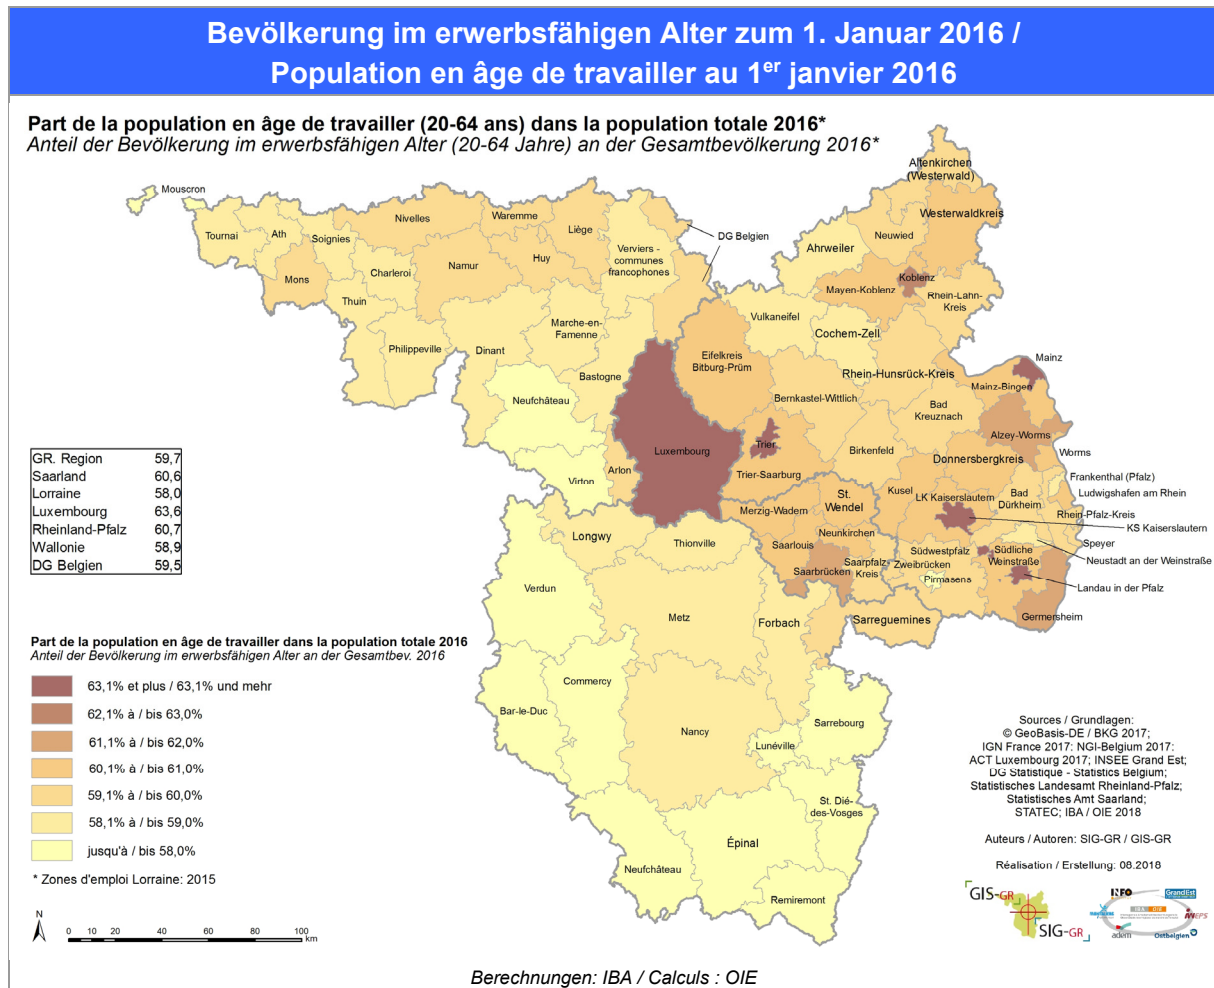 Bevölkerung im erwerbsfähigen Alter zum 1. Januar 2016 /
Population en âge de travailler au 1er janvier 2016
Part de la population en âge de travailler (20-64 ans) dans la population totale 2016*
Anteil der Bevölkerung im erwerbsfähigen Alter (20-64 Jahre) an der Gesamtbevölkerung 2016*
Mouscron
Tournai
Ath
Soignies
Nivelles
Waremme
Liège
Verviers -
communes
francophones
DG Belgien
Mons
Charleroi
Namur
Huy
Thuin
Philippeville
Dinant
Marche-en-
Famenne
Bastogne
Neufchâteau
Virton
Arlon
Luxembourg
Altenkirchen
(Westerwald)
Westerwaldkreis
Neuwied
Ahrweiler
Koblenz
Mayen-Koblenz
Rhein-Lahn-
Kreis
Vulkaneifel
Cochem-Zell
Eifelkreis
Bitburg-Prüm
Rhein-Hunsrück-Kreis
Mainz
Mainz-Bingen
Bernkastel-Wittlich
Bad
Kreuznach
Alzey-Worms
Trier
Birkenfeld
Donnersbergkreis
Worms
Trier-Saarburg
Frankenthal (Pfalz)
Ludwigshafen am Rhein
Kusel
LK Kaiserslautern
Bad
Dürkheim
Rhein-Pfalz-Kreis
KS Kaiserslautern
St.
Wendel
Merzig-Wadern
Neunkirchen
Speyer
Neustadt an der Weinstraße
Saarlouis
Saarbrücken
Saarpfalz-
Kreis
Südwestpfalz
Zweibrücken
Pirmasens
Südliche
Weinstraße
Landau in der Pfalz
Germersheim
Longwy
Thionville
Verdun
Metz
Forbach
Sarreguemines
Commercy
Bar-le-Duc
Nancy
Sarrebourg
Lunéville
St. Dié-
des-Vosges
Épinal
Neufchâteau
Remiremont
GR. Region 59,7
Saarland 60,6
Lorraine 58,0
Luxembourg 63,6
Rheinland-Pfalz 60,7
Wallonie 58,9
DG Belgien 59,5
Part de la population en âge de travailler dans la population totale 2016
Anteil der Bevölkerung im erwerbsfähigen Alter an der Gesamtbev. 2016
63,1% et plus / 63,1% und mehr
62,1% à / bis 63,0%
61,1% à / bis 62,0%
60,1% à / bis 61,0%
59,1% à / bis 60,0%
58,1% à / bis 59,0%
jusqu'à / bis 58,0%
* Zones d'emploi Lorraine: 2015
N
0 10 20 40 60 80 100
km
Sources / Grundlagen:
© GeoBasis-DE / BKG 2017;
IGN France 2017; NGI-Belgium 2017;
ACT Luxembourg 2017; INSEE Grand Est;
DG Statistique - Statistics Belgium;
Statistisches Landesamt Rheinland-Pfalz;
Statistisches Amt Saarland;
STATEC; IBA / OIE 2018
Auteurs / Autoren: SIG-GR / GIS-GR
Réalisation / Erstellung: 08.2018
GIS-GR
SIG-GR
INFO
GrandEst
IBA OIE
adem
Ostbelgien
Berechnungen: IBA / Calculs : OIE